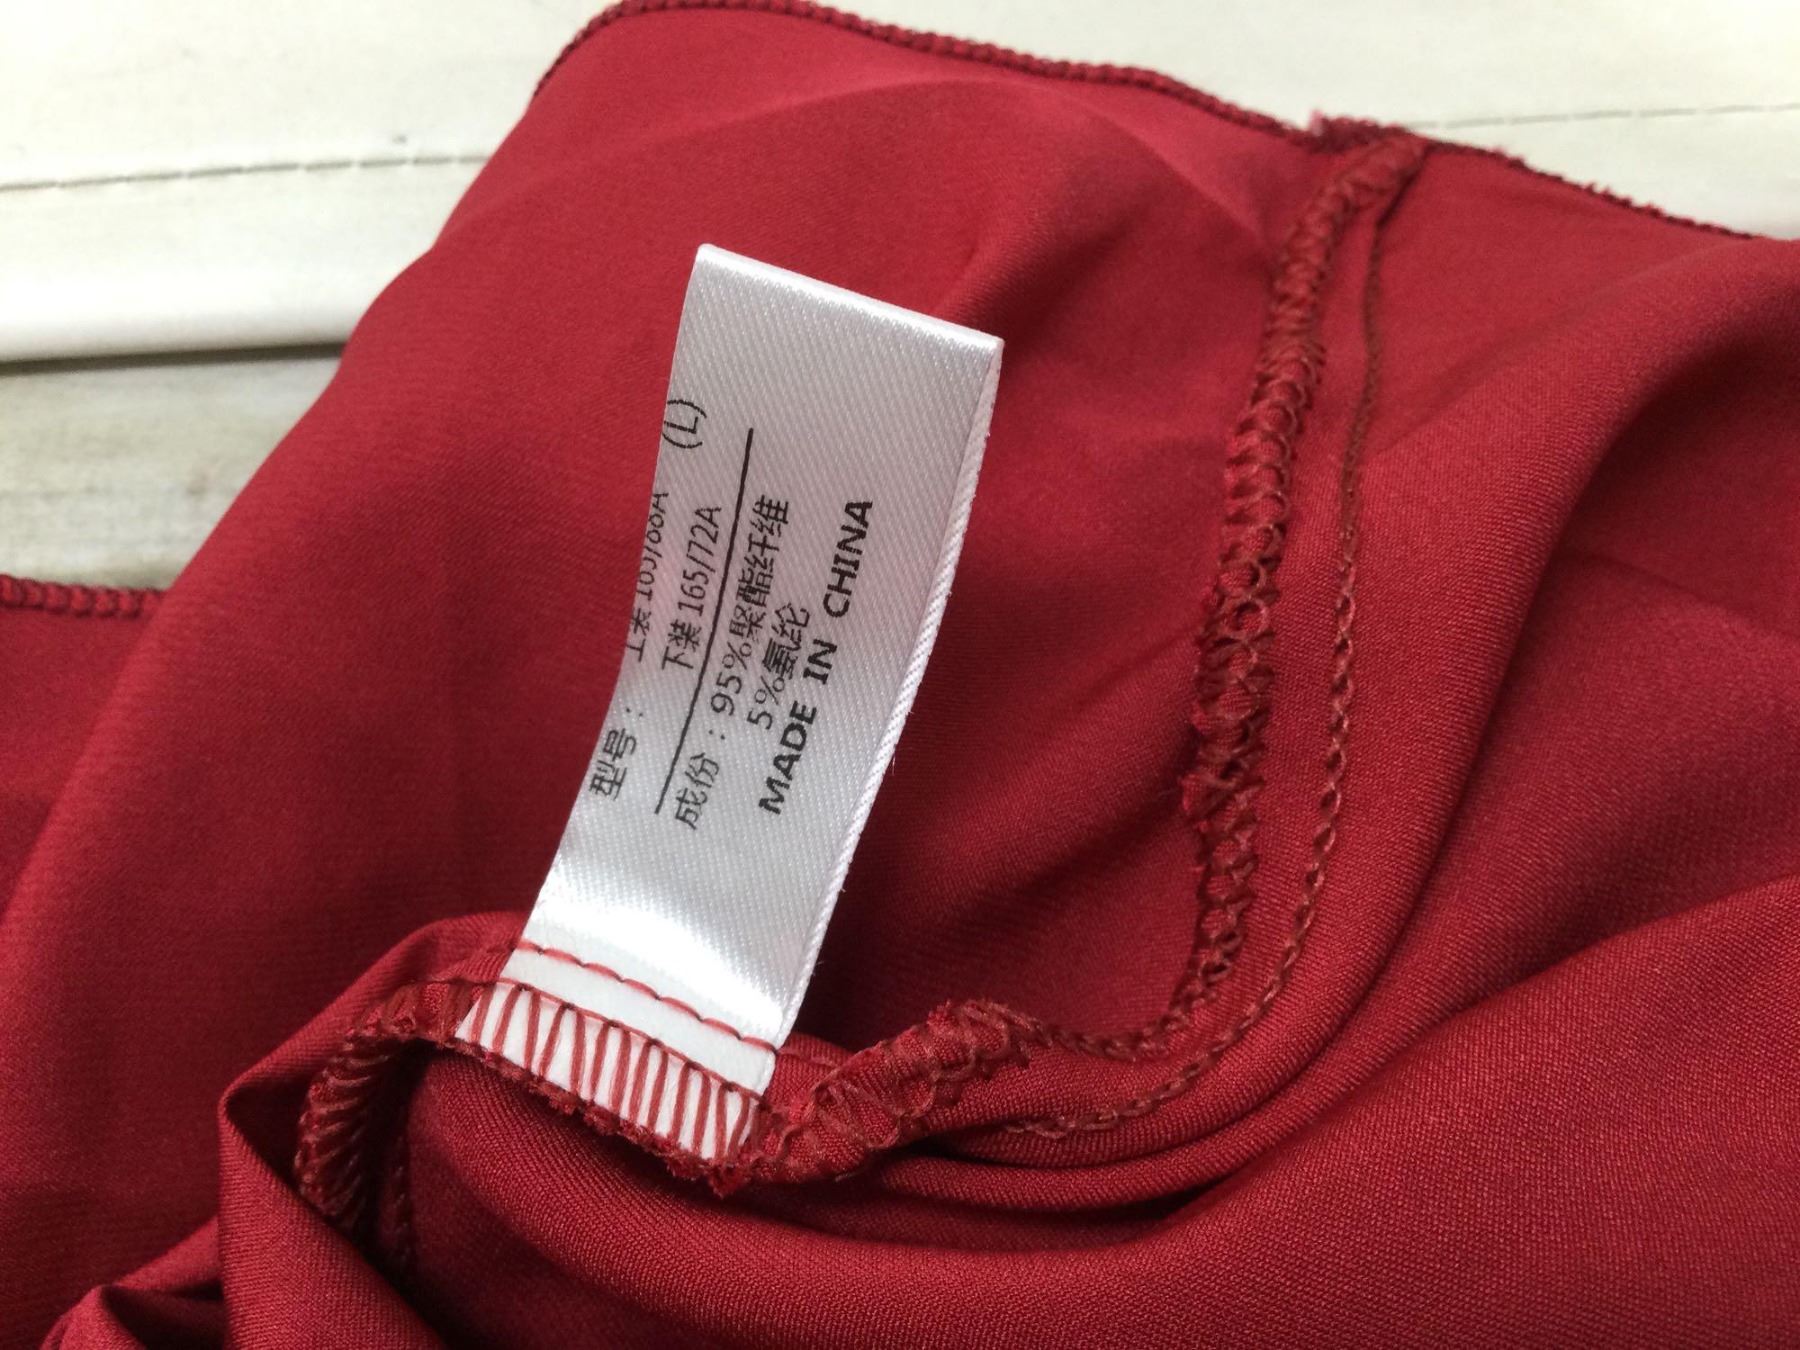 型号：上装 165/88A (L)
下装 165/72A
成份：95%聚酯纤维
5%氨纶
MADE IN CHINA